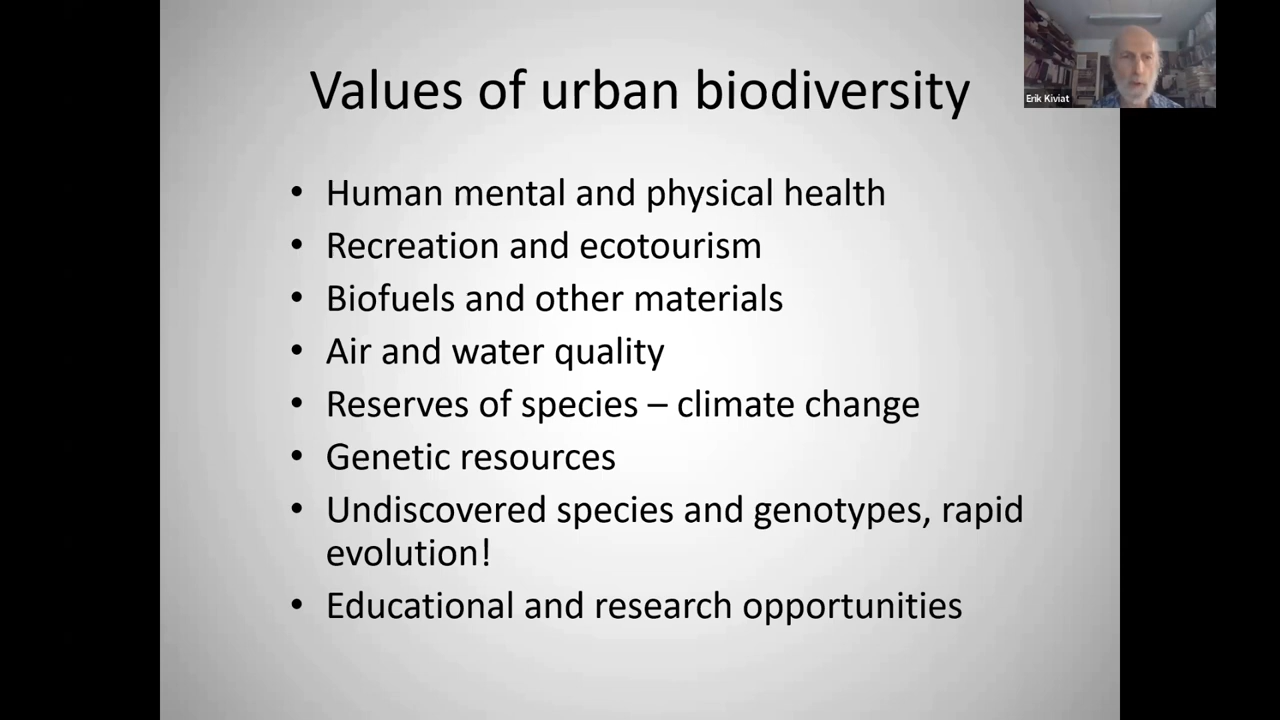 Values of urban biodiversity
Erik Kiviat
• Human mental and physical health
• Recreation and ecotourism
• Biofuels and other materials
• Air and water quality
• Reserves of species – climate change
• Genetic resources
• Undiscovered species and genotypes, rapid
evolution!
• Educational and research opportunities